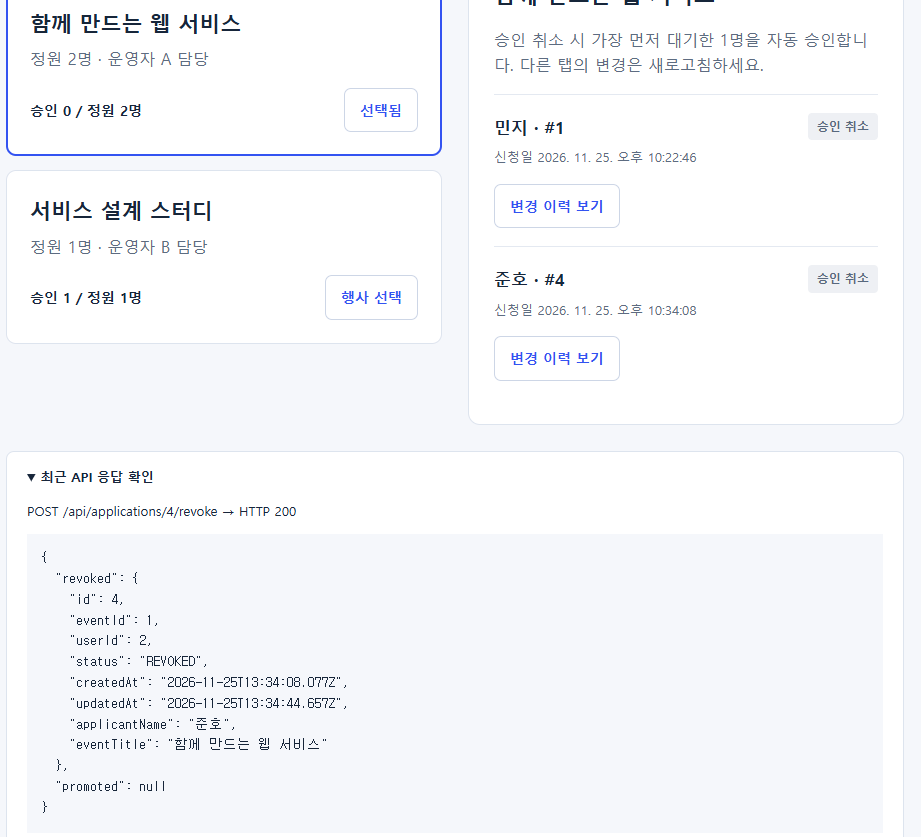 함께 만드는 웹 서비스
정원 2명 · 운영자 A 담당
승인 0 / 정원 2명
선택됨
서비스 설계 스터디
정원 1명 · 운영자 B 담당
승인 1 / 정원 1명
행사 선택
함께 만드는 웹 서비스
승인 취소 시 가장 먼저 대기한 1명을 자동 승인합니
다. 다른 탭의 변경은 새로고침하세요.
민지 · #1
승인 취소
신청일 2026. 11. 25. 오후 10:22:46
변경 이력 보기
준호 · #4
승인 취소
신청일 2026. 11. 25. 오후 10:34:08
변경 이력 보기
▼ 최근 API 응답 확인
POST /api/applications/4/revoke → HTTP 200
{
"revoked": {
"id": 4,
"eventId": 1,
"userId": 2,
"status": "REVOKED",
"createdAt": "2026-11-25T13:34:08.077Z",
"updatedAt": "2026-11-25T13:34:44.657Z",
"applicantName": "준호",
"eventTitle": "함께 만드는 웹 서비스"
},
"promoted": null
}